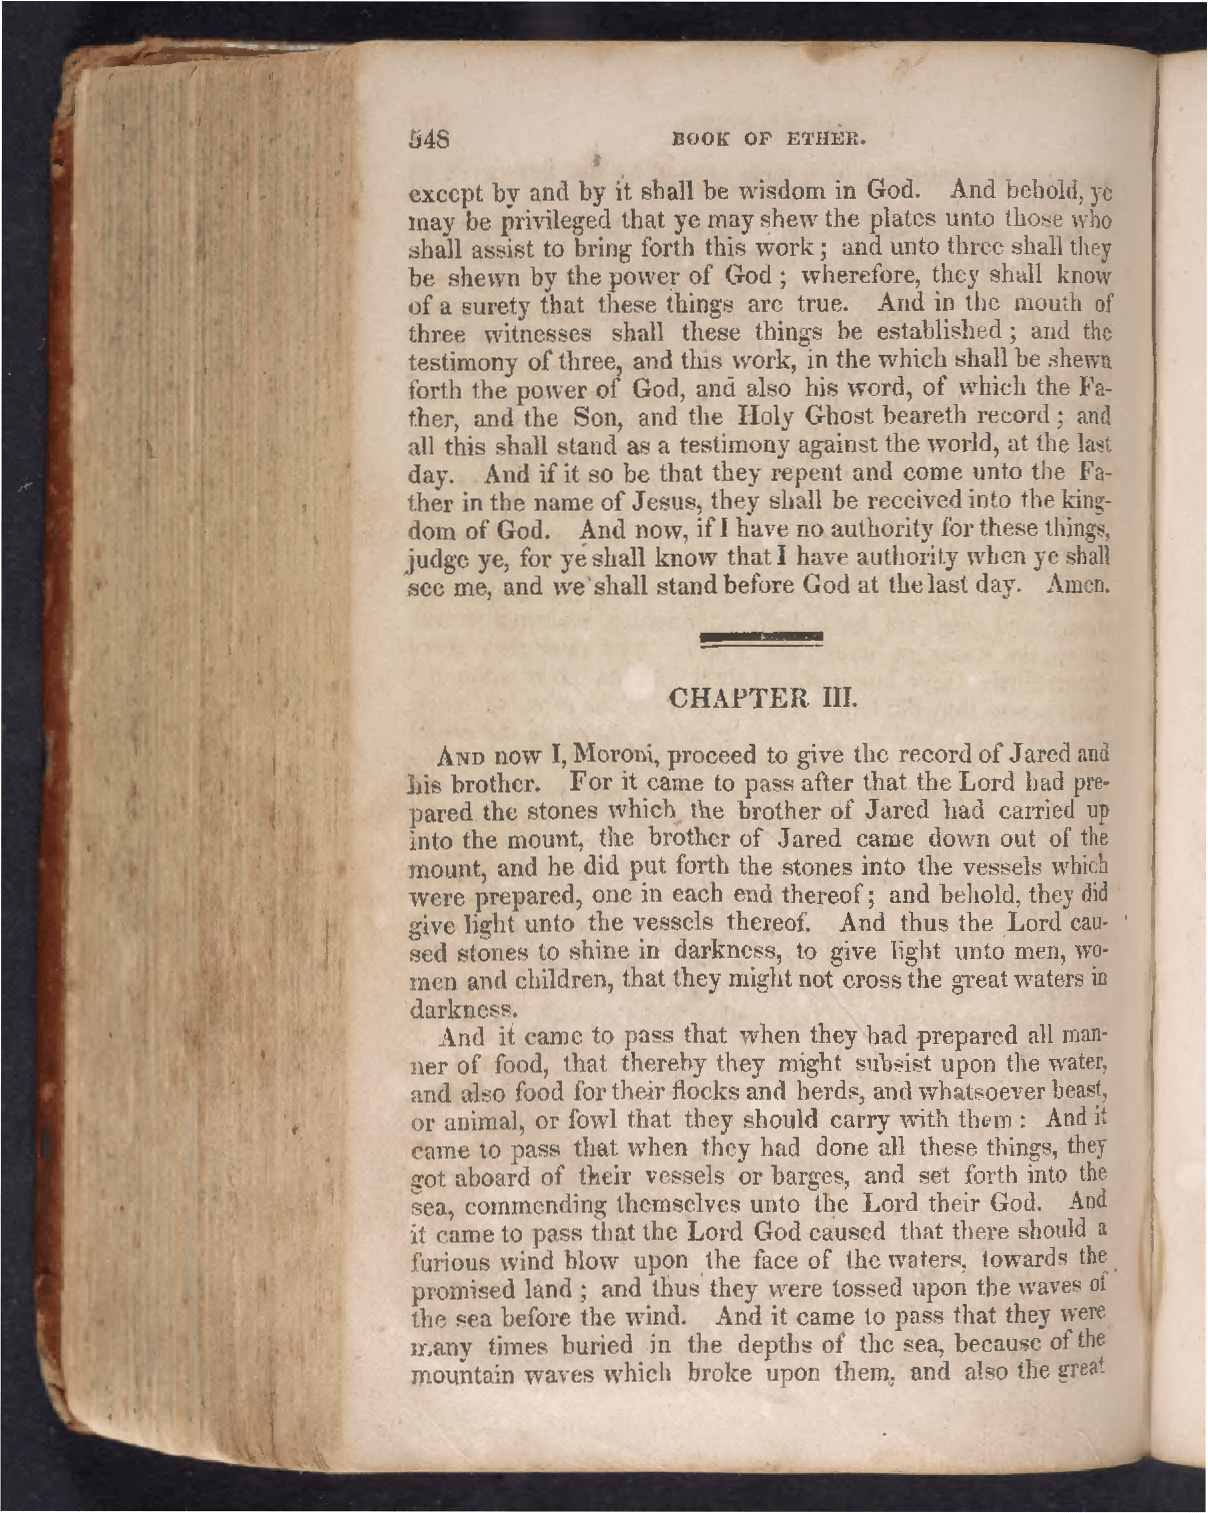 548 BOOK OF ETHER.
except by and by it shall be wisdom in God. And behold, ye
may be privileged that ye may shew the plates unto those who
shall assist to bring forth this work; and unto three shall they
be shewn by the power of God; wherefore, they shall know
of a surety that these things are true. And in the mouth of
three witnesses shall these things be established; and the
testimony of three, and this work, in the which shall be shewn
forth the power of God, and also his word, of which the Fa-
ther, and the Son, and the Holy Ghost beareth record; and
all this shall stand as a testimony against the world, at the last
day. And if it so be that they repent and come unto the Fa-
ther in the name of Jesus, they shall be received into the king-
dom of God. And now, if I have no authority for these things,
judge ye, for ye shall know that I have authority when ye shall
see me, and we shall stand before God at the last day. Amen.
CHAPTER III.
AND now I, Moroni, proceed to give the record of Jared and
his brother. For it came to pass after that the Lord had pre-
pared the stones which the brother of Jared had carried up
into the mount, the brother of Jared came down out of the
mount, and he did put forth the stones into the vessels which
were prepared, one in each end thereof; and behold, they did
give light unto the vessels thereof. And thus the Lord cau-
sed stones to shine in darkness, to give light unto men, wo-
men and children, that they might not cross the great waters in
darkness.
And it came to pass that when they had prepared all man-
ner of food, that thereby they might subsist upon the water,
and also food for their flocks and herds, and whatsoever beast,
or animal, or fowl that they should carry with them: And it
came to pass that when they had done all these things, they
got aboard of their vessels or barges, and set forth into the
sea, commending themselves unto the Lord their God. And
it came to pass that the Lord God caused that there should a
furious wind blow upon the face of the waters, towards the
promised land; and thus they were tossed upon the waves of
the sea before the wind. And it came to pass that they were
many times buried in the depths of the sea, because of the
mountain waves which broke upon them, and also the great